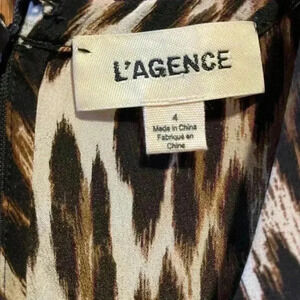 L'AGENCE
4
Made in China
Fabriqué en
Chine